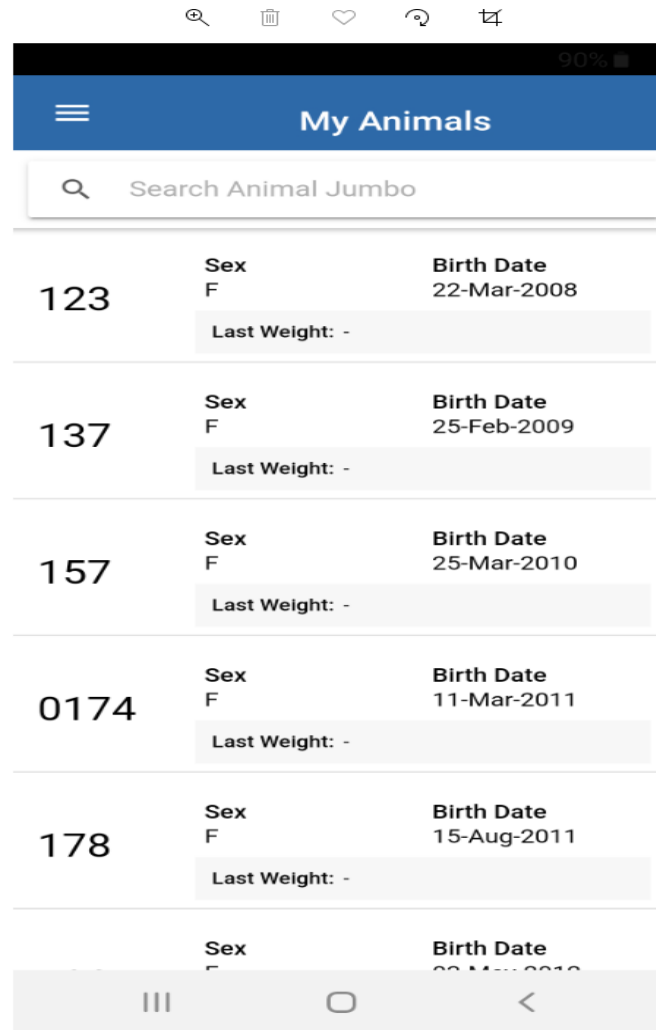 90%
My Animals
Search Animal Jumbo
Sex Birth Date
123 F 22-Mar-2008
Last Weight: -
Sex Birth Date
137 F 25-Feb-2009
Last Weight: -
Sex Birth Date
157 F 25-Mar-2010
Last Weight: -
Sex Birth Date
0174 F 11-Mar-2011
Last Weight: -
Sex Birth Date
178 F 15-Aug-2011
Last Weight: -
Sex Birth Date